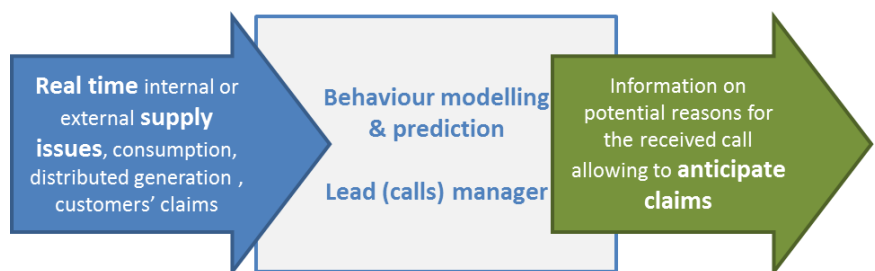 Real time internal or
external supply
issues, consumption,
distributed generation ,
customers’ claims
Behaviour modelling
& prediction
Lead (calls) manager
Information on
potential reasons for
the received call
allowing to anticipate
claims